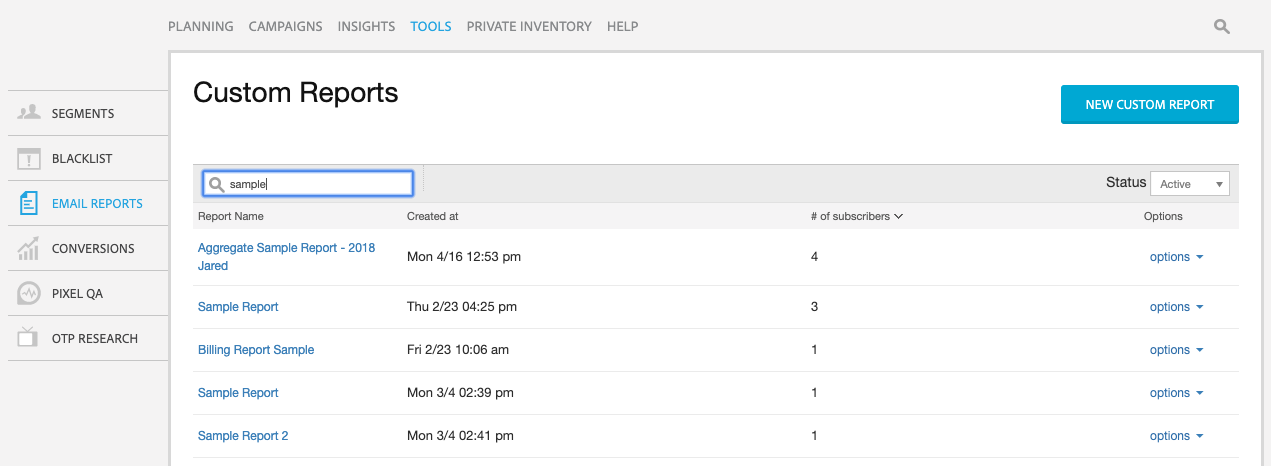 PLANNING CAMPAIGNS INSIGHTS TOOLS PRIVATE INVENTORY HELP
Custom Reports
NEW CUSTOM REPORT
SEGMENTS
BLACKLIST
EMAIL REPORTS
CONVERSIONS
PIXEL QA
OTP RESEARCH
sample Status Active
Report Name Created at # of subscribers Options
Aggregate Sample Report - 2018
Jared Mon 4/16 12:53 pm 4 options
Sample Report Thu 2/23 04:25 pm 3 options
Billing Report Sample Fri 2/23 10:06 am 1 options
Sample Report Mon 3/4 02:39 pm 1 options
Sample Report 2 Mon 3/4 02:41 pm 1 options